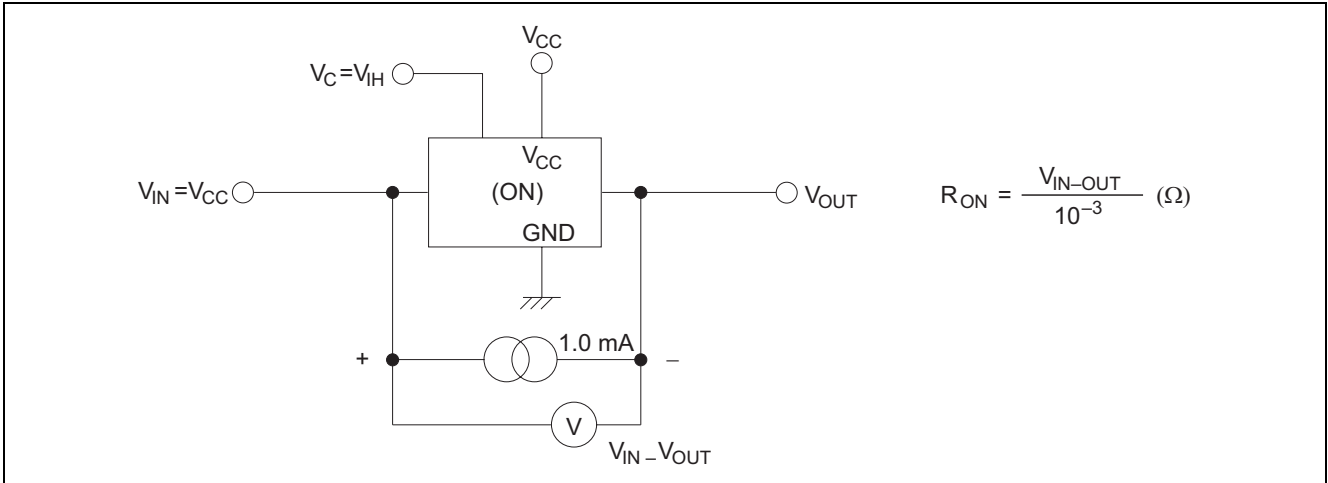 V_CC
V_C=V_IH
V_CC
V_IN=V_CC
(ON)
V_OUT
R_ON = V_IN–OUT / 10^–3 (Ω)
GND
1.0 mA
+
–
V
V_IN – V_OUT